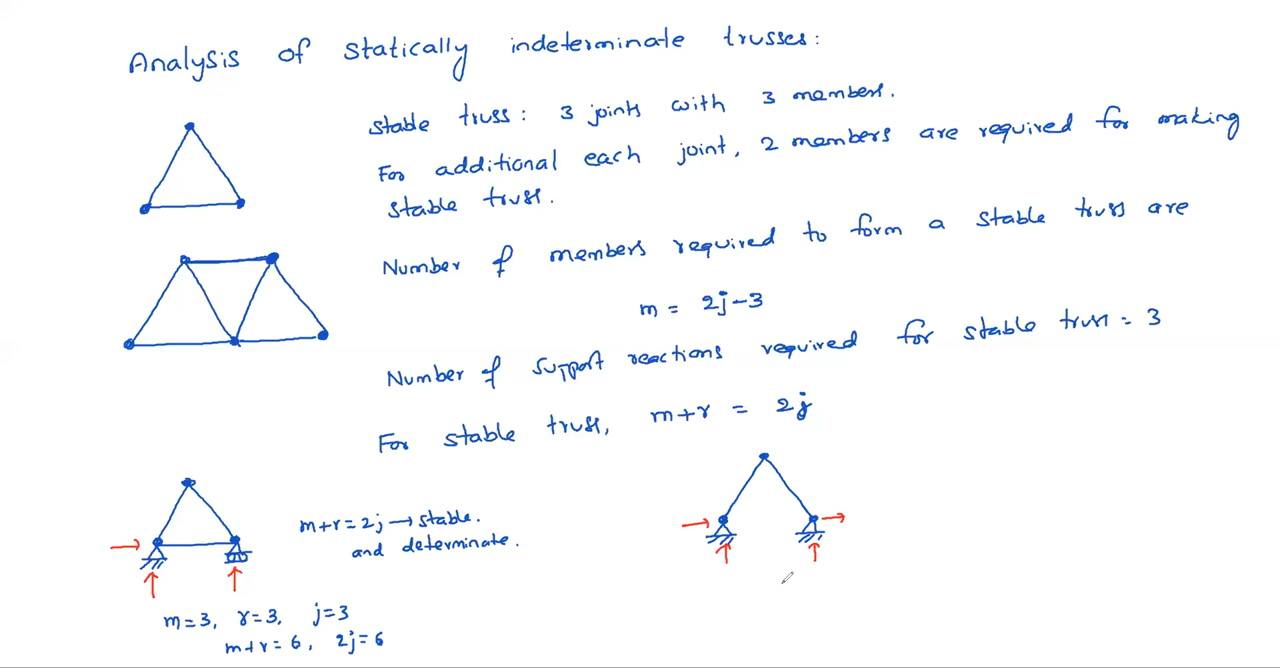 Analysis of statically indeterminate trusses:
Stable truss: 3 joints with 3 members.
For additional each joint, 2 members are required for making
stable truss.
Number of members required to form a stable truss are
m = 2j-3
Number of support reactions required for stable truss = 3
For stable truss, m+r = 2j
m+r=2j → stable.
and determinate.
m=3, r=3, j=3
m+r=6, 2j=6